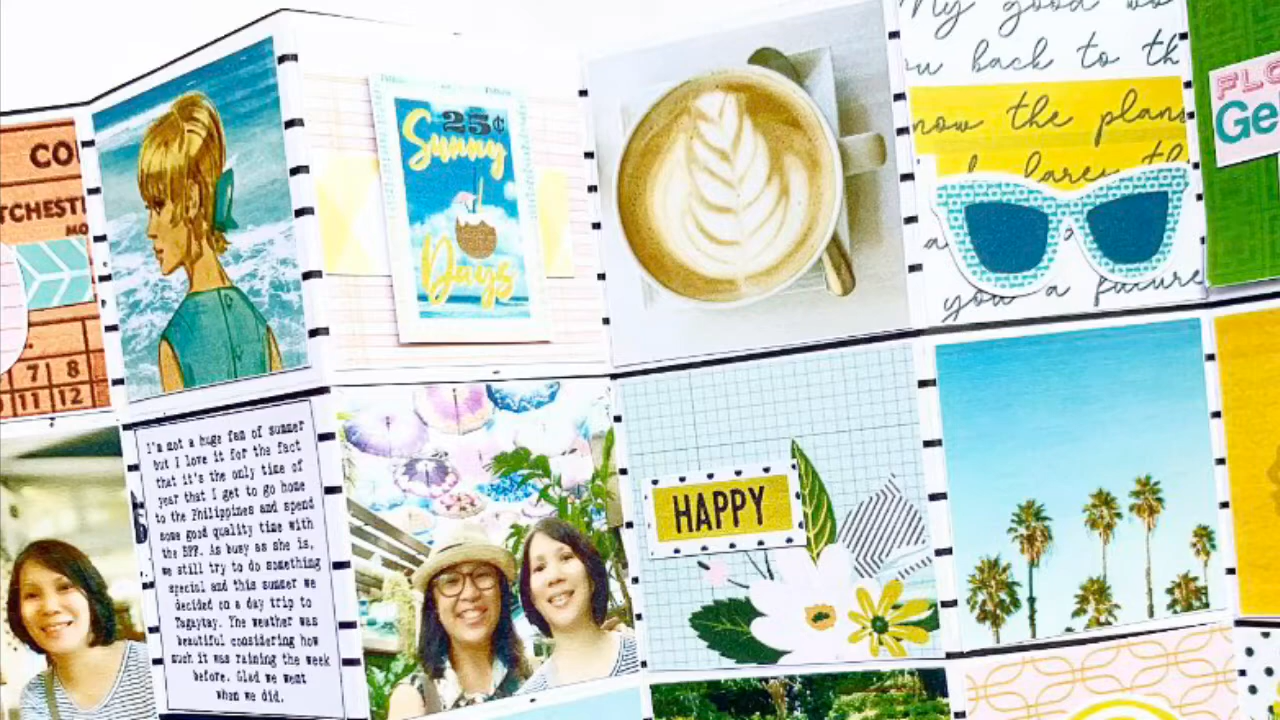 My good
back to th
now the plans
a
you a future
Ge
25¢
Sunny
Days
CO
TCHEST
MO
7 8
11 12
I'm not a huge fan of summer
but I love it for the fact
that it's the only time of
year that I get to go home
to the Philippines and spend
some good quality time with
the BFF. As busy as she is,
we still try to do something
special and this summer we
decided on a day trip to
Tagaytay. The weather was
beautiful considering how
much it was raining the week
before. Glad we went
when we did.
HAPPY